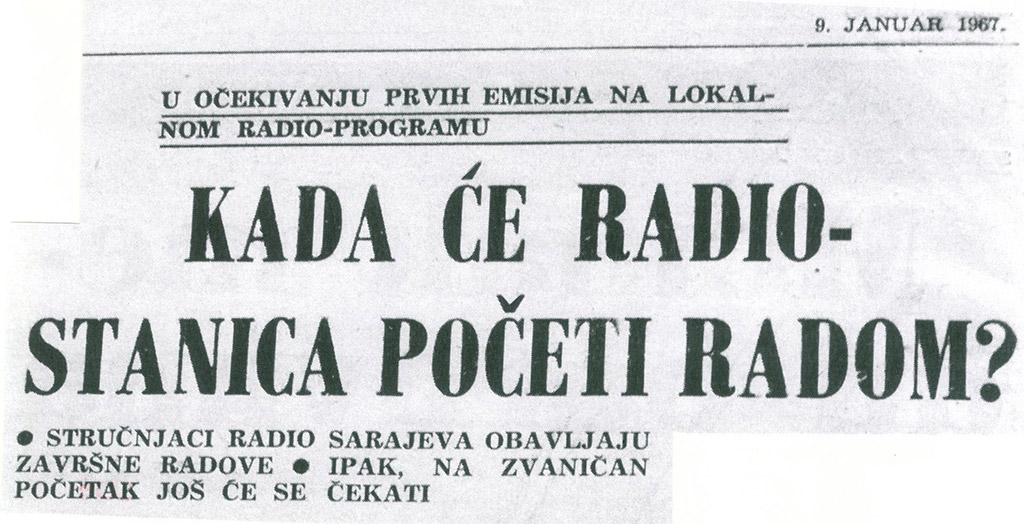 9. JANUAR 1967.
U OČEKIVANJU PRVIH EMISIJA NA LOKAL-
NOM RADIO-PROGRAMU
KADA ĆE RADIO-
STANICA POČETI RADOM?
● STRUČNJACI RADIO SARAJEVA OBAVLJAJU
ZAVRŠNE RADOVE ● IPAK, NA ZVANIČAN
POČETAK JOŠ ĆE SE ČEKATI